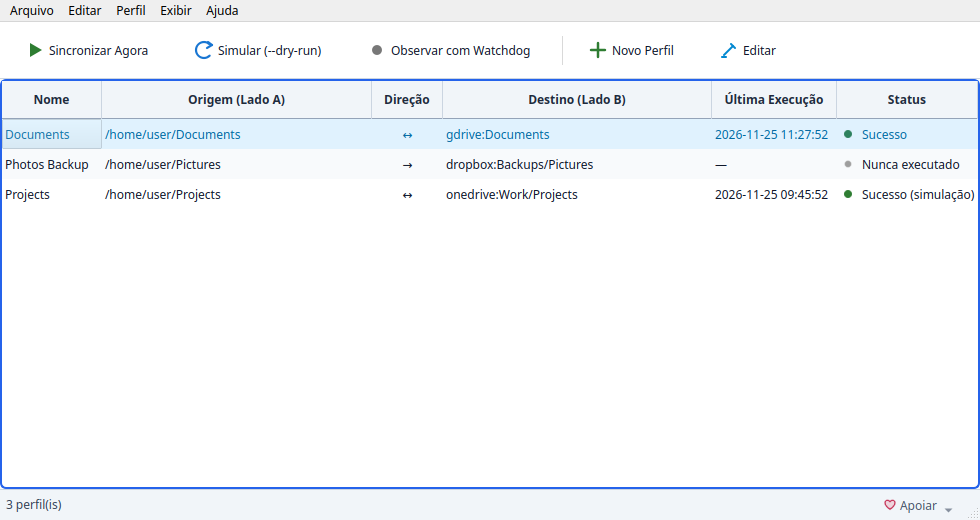 Arquivo Editar Perfil Exibir Ajuda
Sincronizar Agora Simular (--dry-run) Observar com Watchdog Novo Perfil Editar
Nome Origem (Lado A) Direção Destino (Lado B) Última Execução Status
Documents /home/user/Documents ↔ gdrive:Documents 2026-11-25 11:27:52 Sucesso
Photos Backup /home/user/Pictures → dropbox:Backups/Pictures — Nunca executado
Projects /home/user/Projects ↔ onedrive:Work/Projects 2026-11-25 09:45:52 Sucesso (simulação)
3 perfil(is) Apoiar